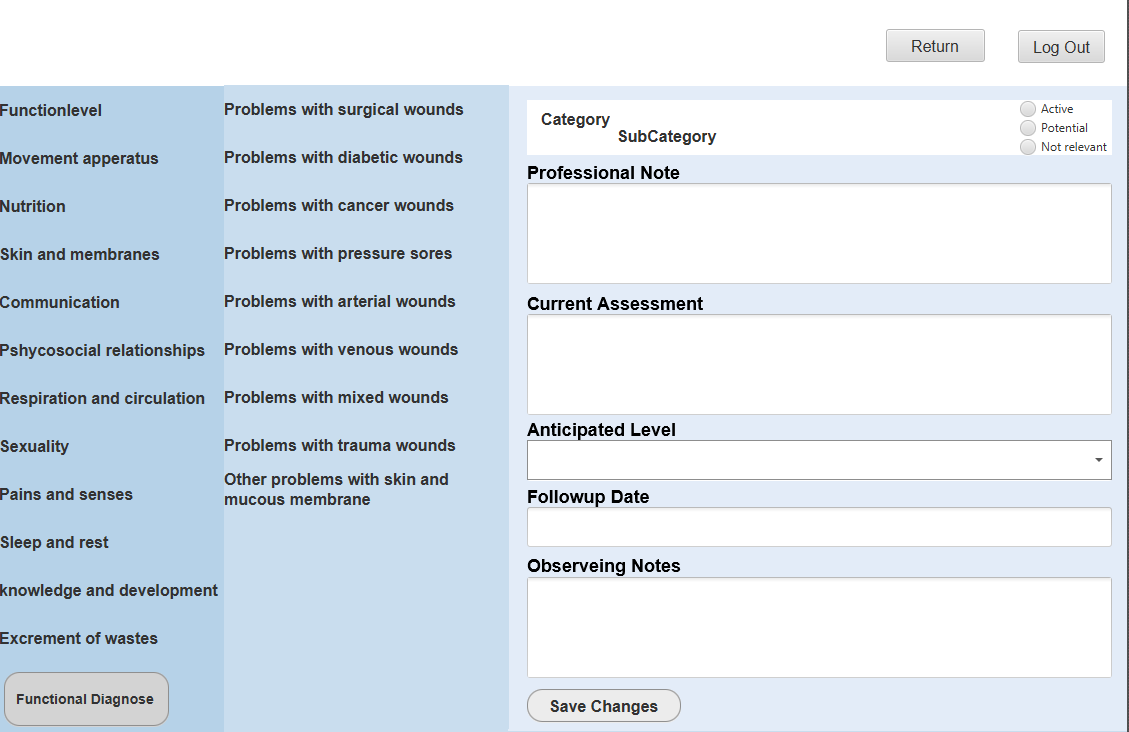 Return
Log Out
Functionlevel
Movement apperatus
Nutrition
Skin and membranes
Communication
Pshycosocial relationships
Respiration and circulation
Sexuality
Pains and senses
Sleep and rest
knowledge and development
Excrement of wastes
Functional Diagnose
Problems with surgical wounds
Problems with diabetic wounds
Problems with cancer wounds
Problems with pressure sores
Problems with arterial wounds
Problems with venous wounds
Problems with mixed wounds
Problems with trauma wounds
Other problems with skin and
mucous membrane
Category
SubCategory
Active
Potential
Not relevant
Professional Note
Current Assessment
Anticipated Level
Followup Date
Observeing Notes
Save Changes